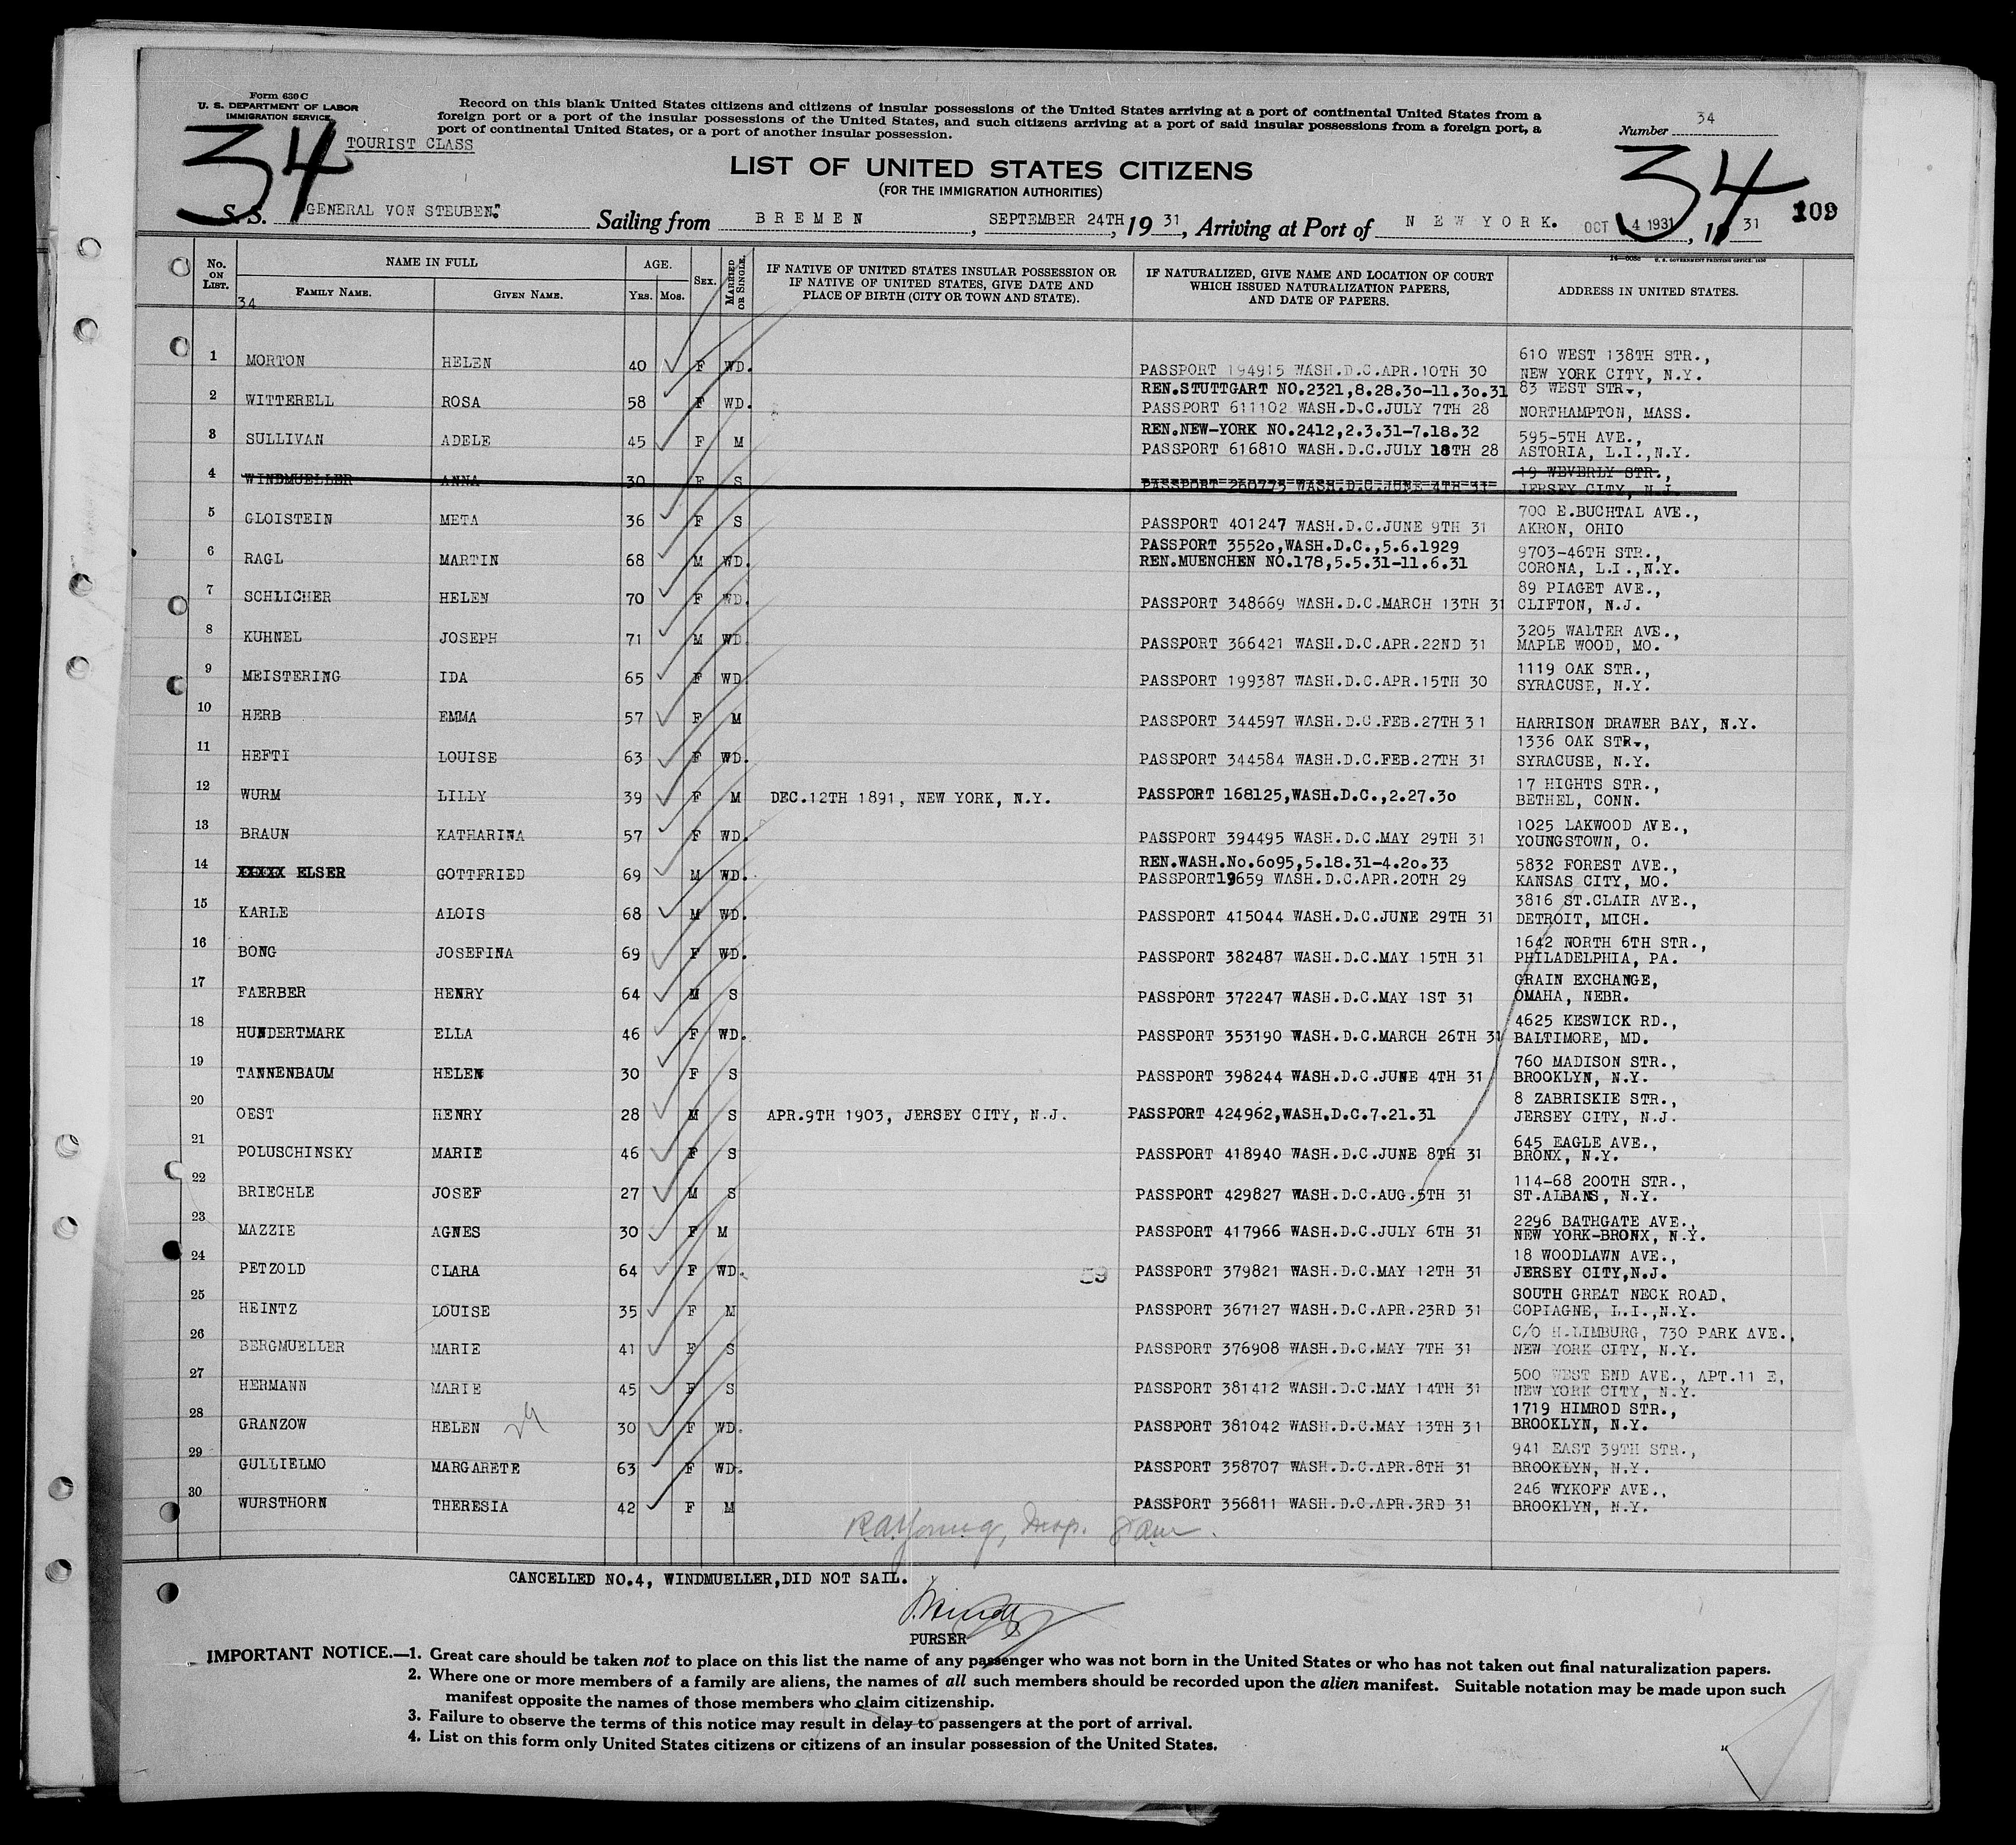 Form 630 C
U. S. DEPARTMENT OF LABOR
IMMIGRATION SERVICE
34
TOURIST CLASS
Record on this blank United States citizens and citizens of insular possessions of the United States arriving at a port of continental United States from a
foreign port or a port of the insular possessions of the United States, and such citizens arriving at a port of said insular possessions from a foreign port, a
port of continental United States, or a port of another insular possession.
Number 34
34
LIST OF UNITED STATES CITIZENS
(FOR THE IMMIGRATION AUTHORITIES)
109
S. S. "GENERAL VON STEUBEN." Sailing from BREMEN, SEPTEMBER 24TH, 1931, Arriving at Port of NEW YORK. OCT 4 1931, 1931
16—6050 U. S. GOVERNMENT PRINTING OFFICE: 1930
No. ON LIST. NAME IN FULL AGE. SEX. MARRIED OR SINGLE. IF NATIVE OF UNITED STATES INSULAR POSSESSION OR IF NATIVE OF UNITED STATES, GIVE DATE AND PLACE OF BIRTH (CITY OR TOWN AND STATE). IF NATURALIZED, GIVE NAME AND LOCATION OF COURT WHICH ISSUED NATURALIZATION PAPERS, AND DATE OF PAPERS. ADDRESS IN UNITED STATES.
FAMILY NAME. GIVEN NAME. YRS. MOS.
34
1 MORTON HELEN 40 F WD. PASSPORT 194915 WASH.D.C.APR.10TH 30 610 WEST 138TH STR., NEW YORK CITY, N.Y.
2 WITTERELL ROSA 58 F WD. REN.STUTTGART NO.2321,8.28.30-11.30.31 PASSPORT 611102 WASH.D.C.JULY 7TH 28 83 WEST STR., NORTHAMPTON, MASS.
3 SULLIVAN ADELE 45 F M REN.NEW-YORK NO.2412,2.3.31-7.18.32 PASSPORT 616810 WASH.D.C.JULY 18TH 28 595-5TH AVE., ASTORIA, L.I.,N.Y.
4 WINDMUELLER ANNA 30 F S PASSPORT 260773 WASH.D.C.JUNE 4TH 31 19 WEVERLY STR., JERSEY CITY, N.J.
5 GLOISTEIN META 36 F S PASSPORT 401247 WASH.D.C.JUNE 9TH 31 700 E.BUCHTAL AVE., AKRON, OHIO
6 RAGL MARTIN 68 M WD. PASSPORT 35520,WASH.D.C.,5.6.1929 REN.MUENCHEN NO.178,5.5.31-11.6.31 9703-46TH STR., CORONA, L.I.,N.Y.
7 SCHLICHER HELEN 70 F WD. PASSPORT 348669 WASH.D.C.MARCH 13TH 31 89 PIAGET AVE., CLIFTON, N.J.
8 KUHNEL JOSEPH 71 M WD. PASSPORT 366421 WASH.D.C.APR.22ND 31 3205 WALTER AVE., MAPLE WOOD, MO.
9 MEISTERING IDA 65 F WD. PASSPORT 199387 WASH.D.C.APR.15TH 30 1119 OAK STR., SYRACUSE, N.Y.
10 HERB EMMA 57 F M PASSPORT 344597 WASH.D.C.FEB.27TH 31 HARRISON DRAWER BAY, N.Y.
11 HEFTI LOUISE 63 F WD. PASSPORT 344584 WASH.D.C.FEB.27TH 31 1336 OAK STR., SYRACUSE, N.Y.
12 WURM LILLY 39 F M DEC.12TH 1891, NEW YORK, N.Y. PASSPORT 168125,WASH.D.C.,2.27.30 17 HIGHTS STR., BETHEL, CONN.
13 BRAUN KATHARINA 57 F WD. PASSPORT 394495 WASH.D.C.MAY 29TH 31 1025 LAKWOOD AVE., YOUNGSTOWN, O.
14 XXXXX ELSER GOTTFRIED 69 M WD. REN.WASH.No.6095,5.18.31-4.20.33 PASSPORT19659 WASH.D.C.APR.20TH 29 5832 FOREST AVE., KANSAS CITY, MO.
15 KARLE ALOIS 68 M WD. PASSPORT 415044 WASH.D.C.JUNE 29TH 31 3816 ST.CLAIR AVE., DETROIT, MICH.
16 BONG JOSEFINA 69 F WD. PASSPORT 382487 WASH.D.C.MAY 15TH 31 1642 NORTH 6TH STR., PHILADELPHIA, PA.
17 FAERBER HENRY 64 M S PASSPORT 372247 WASH.D.C.MAY 1ST 31 GRAIN EXCHANGE, OMAHA, NEBR.
18 HUNDERTMARK ELLA 46 F WD. PASSPORT 353190 WASH.D.C.MARCH 26TH 31 4625 KESWICK RD., BALTIMORE, MD.
19 TANNENBAUM HELEN 30 F S PASSPORT 398244 WASH.D.C.JUNE 4TH 31 760 MADISON STR., BROOKLYN, N.Y.
20 OEST HENRY 28 M S APR.9TH 1903, JERSEY CITY, N.J. PASSPORT 424962,WASH.D.C.7.21.31 8 ZABRISKIE STR., JERSEY CITY, N.J.
21 POLUSCHINSKY MARIE 46 F S PASSPORT 418940 WASH.D.C.JUNE 8TH 31 645 EAGLE AVE., BRONX, N.Y.
22 BRIECHLE JOSEF 27 M S PASSPORT 429827 WASH.D.C.AUG.5TH 31 114-68 200TH STR., ST.ALBANS, N.Y.
23 MAZZIE AGNES 30 F M PASSPORT 417966 WASH.D.C.JULY 6TH 31 2296 BATHGATE AVE., NEW YORK-BRONX, N.Y.
24 PETZOLD CLARA 64 F WD. 59 PASSPORT 379821 WASH.D.C.MAY 12TH 31 18 WOODLAWN AVE., JERSEY CITY,N.J.
25 HEINTZ LOUISE 35 F M PASSPORT 367127 WASH.D.C.APR.23RD 31 SOUTH GREAT NECK ROAD, COPIAGNE, L.I.,N.Y.
26 BERGMUELLER MARIE 41 F S PASSPORT 376908 WASH.D.C.MAY 7TH 31 C/O H.LIMBURG, 730 PARK AVE., NEW YORK CITY, N.Y.
27 HERMANN MARIE 45 F S PASSPORT 381412 WASH.D.C.MAY 14TH 31 500 WEST END AVE., APT.11 E, NEW YORK CITY, N.Y.
28 GRANZOW HELEN 29 30 F WD. PASSPORT 381042 WASH.D.C.MAY 13TH 31 1719 HIMROD STR., BROOKLYN, N.Y.
29 GULLIELMO MARGARETE 63 F WD. PASSPORT 358707 WASH.D.C.APR.8TH 31 941 EAST 39TH STR., BROOKLYN, N.Y.
30 WURSTHORN THERESIA 42 F M PASSPORT 356811 WASH.D.C.APR.3RD 31 246 WYKOFF AVE., BROOKLYN, N.Y.
CANCELLED NO.4, WINDMUELLER,DID NOT SAIL.
PURSER
IMPORTANT NOTICE.—1. Great care should be taken not to place on this list the name of any passenger who was not born in the United States or who has not taken out final naturalization papers.
2. Where one or more members of a family are aliens, the names of all such members should be recorded upon the alien manifest. Suitable notation may be made upon such
manifest opposite the names of those members who claim citizenship.
3. Failure to observe the terms of this notice may result in delay to passengers at the port of arrival.
4. List on this form only United States citizens or citizens of an insular possession of the United States.